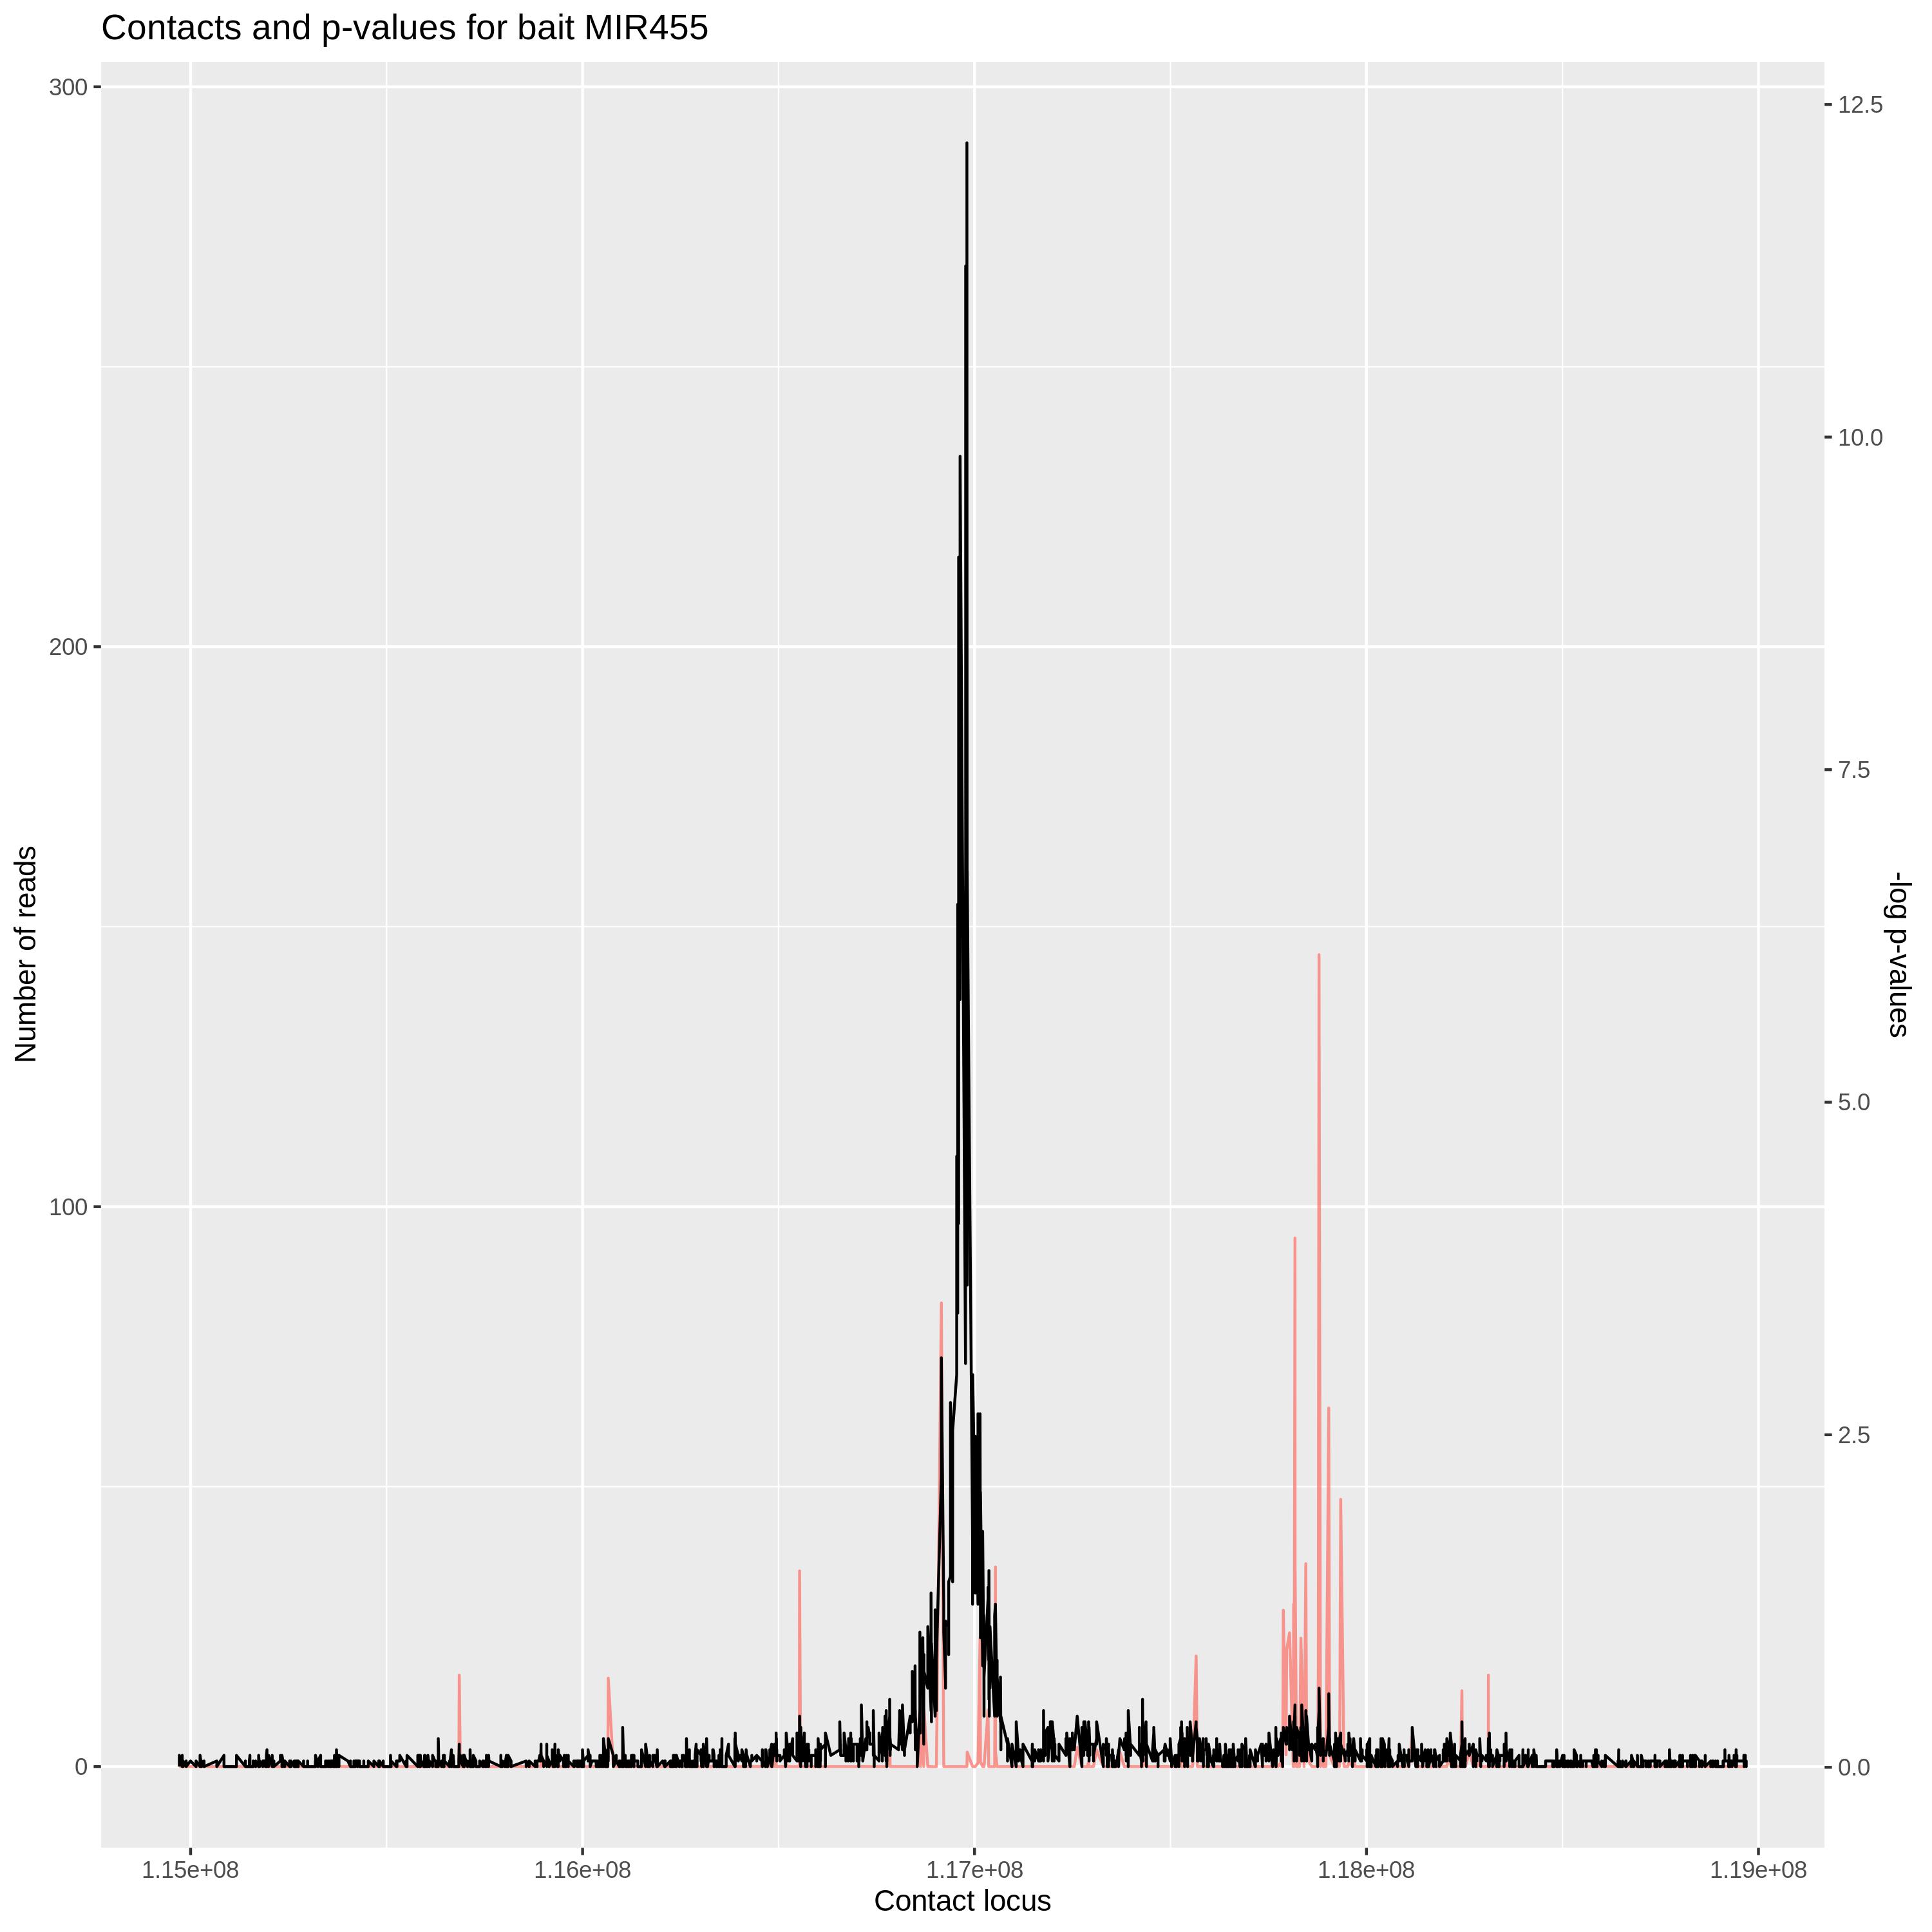 Contacts and p-values for bait MIR455
300
200
100
0
Number of reads
12.5
10.0
7.5
5.0
2.5
0.0
-log p-values
1.15e+08 1.16e+08 1.17e+08 1.18e+08 1.19e+08
Contact locus